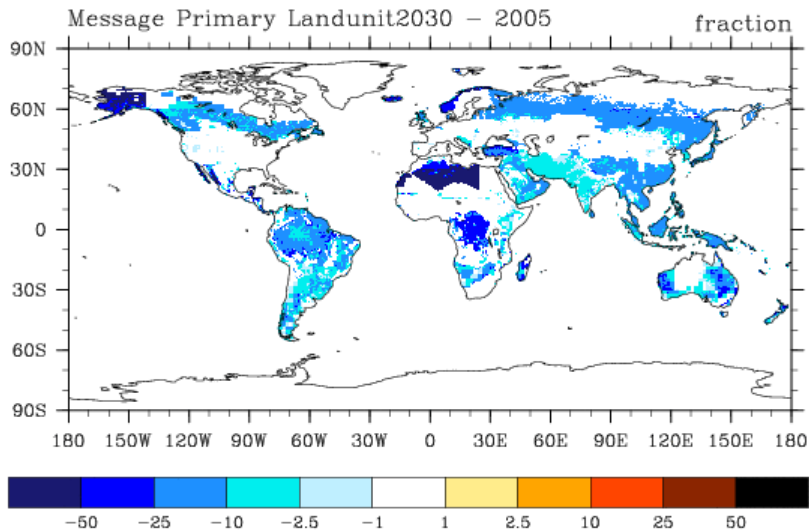 Message Primary Landunit2030 − 2005 fraction
90N
60N
30N
0
30S
60S
90S
180 150W 120W 90W 60W 30W 0 30E 60E 90E 120E 150E 180
−50 −25 −10 −2.5 −1 1 2.5 10 25 50